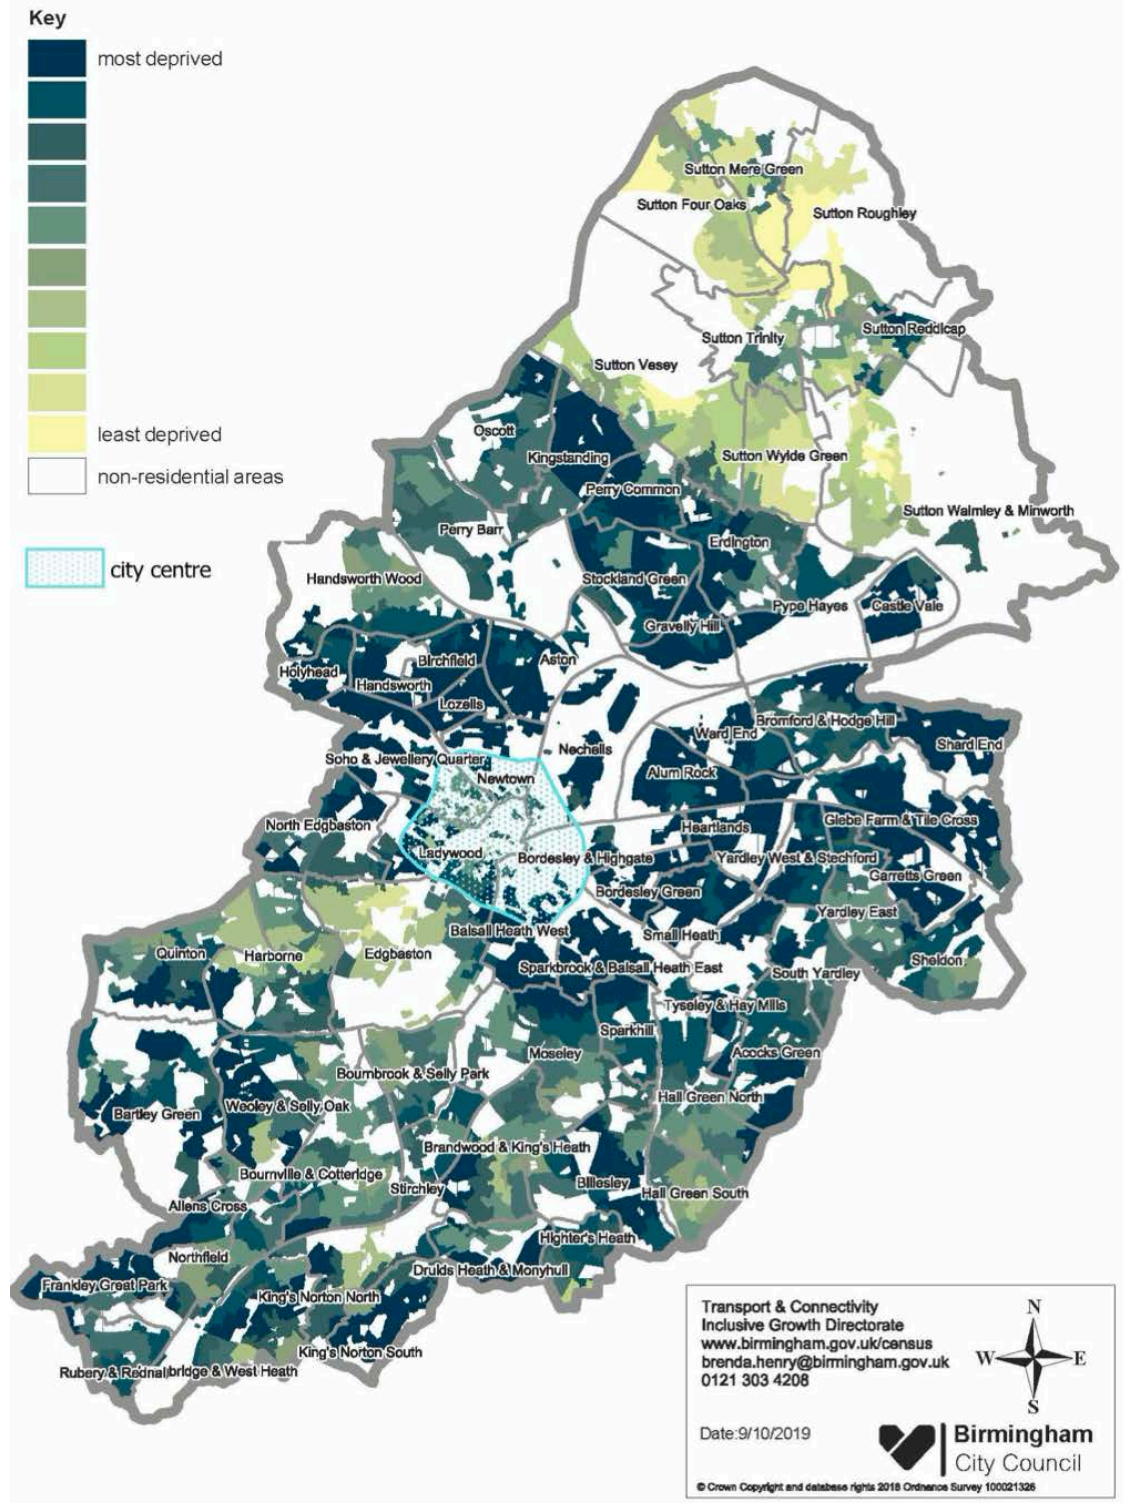 Key
most deprived
least deprived
non-residential areas
city centre
Sutton Mere Green
Sutton Four Oaks
Sutton Roughley
Sutton Reddicap
Sutton Trinity
Sutton Vesey
Oscott
Kingstanding
Sutton Wylde Green
Perry Common
Sutton Walmley & Minworth
Perry Barr
Erdington
Handsworth Wood
Stockland Green
Pype Hayes
Castle Vale
Gravelly Hill
Holyhead
Birchfield
Aston
Handsworth
Lozells
Bromford & Hodge Hill
Ward End
Shard End
Nechells
Soho & Jewellery Quarter
Newtown
Alum Rock
North Edgbaston
Heartlands
Glebe Farm & Tile Cross
Ladywood
Bordesley & Highgate
Yardley West & Stechford
Garretts Green
Bordesley Green
Yardley East
Balsall Heath West
Small Heath
Quinton
Harborne
Edgbaston
Sparkbrook & Balsall Heath East
South Yardley
Sheldon
Tyseley & Hay Mills
Sparkhill
Moseley
Acocks Green
Bournbrook & Selly Park
Hall Green North
Bartley Green
Weoley & Selly Oak
Brandwood & King's Heath
Bournville & Cotteridge
Stirchley
Billesley
Hall Green South
Allens Cross
Highter's Heath
Northfield
Druids Heath & Monyhull
Frankley Great Park
King's Norton North
King's Norton South
Rubery & Rednal
bridge & West Heath
Transport & Connectivity
Inclusive Growth Directorate
www.birmingham.gov.uk/census
brenda.henry@birmingham.gov.uk
0121 303 4208
N
W
E
S
Date:9/10/2019
Birmingham
City Council
© Crown Copyright and database rights 2018 Ordnance Survey 100021326